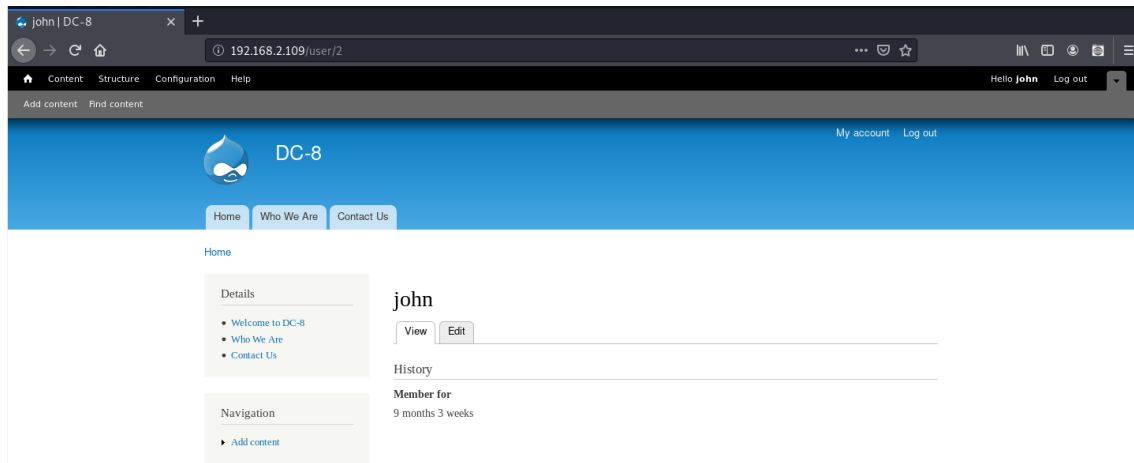 john | DC-8
192.168.2.109/user/2
Content Structure Configuration Help Hello john Log out
Add content Find content
My account Log out
DC-8
Home Who We Are Contact Us
Home
Details
Welcome to DC-8
Who We Are
Contact Us
Navigation
Add content
john
View Edit
History
Member for
9 months 3 weeks